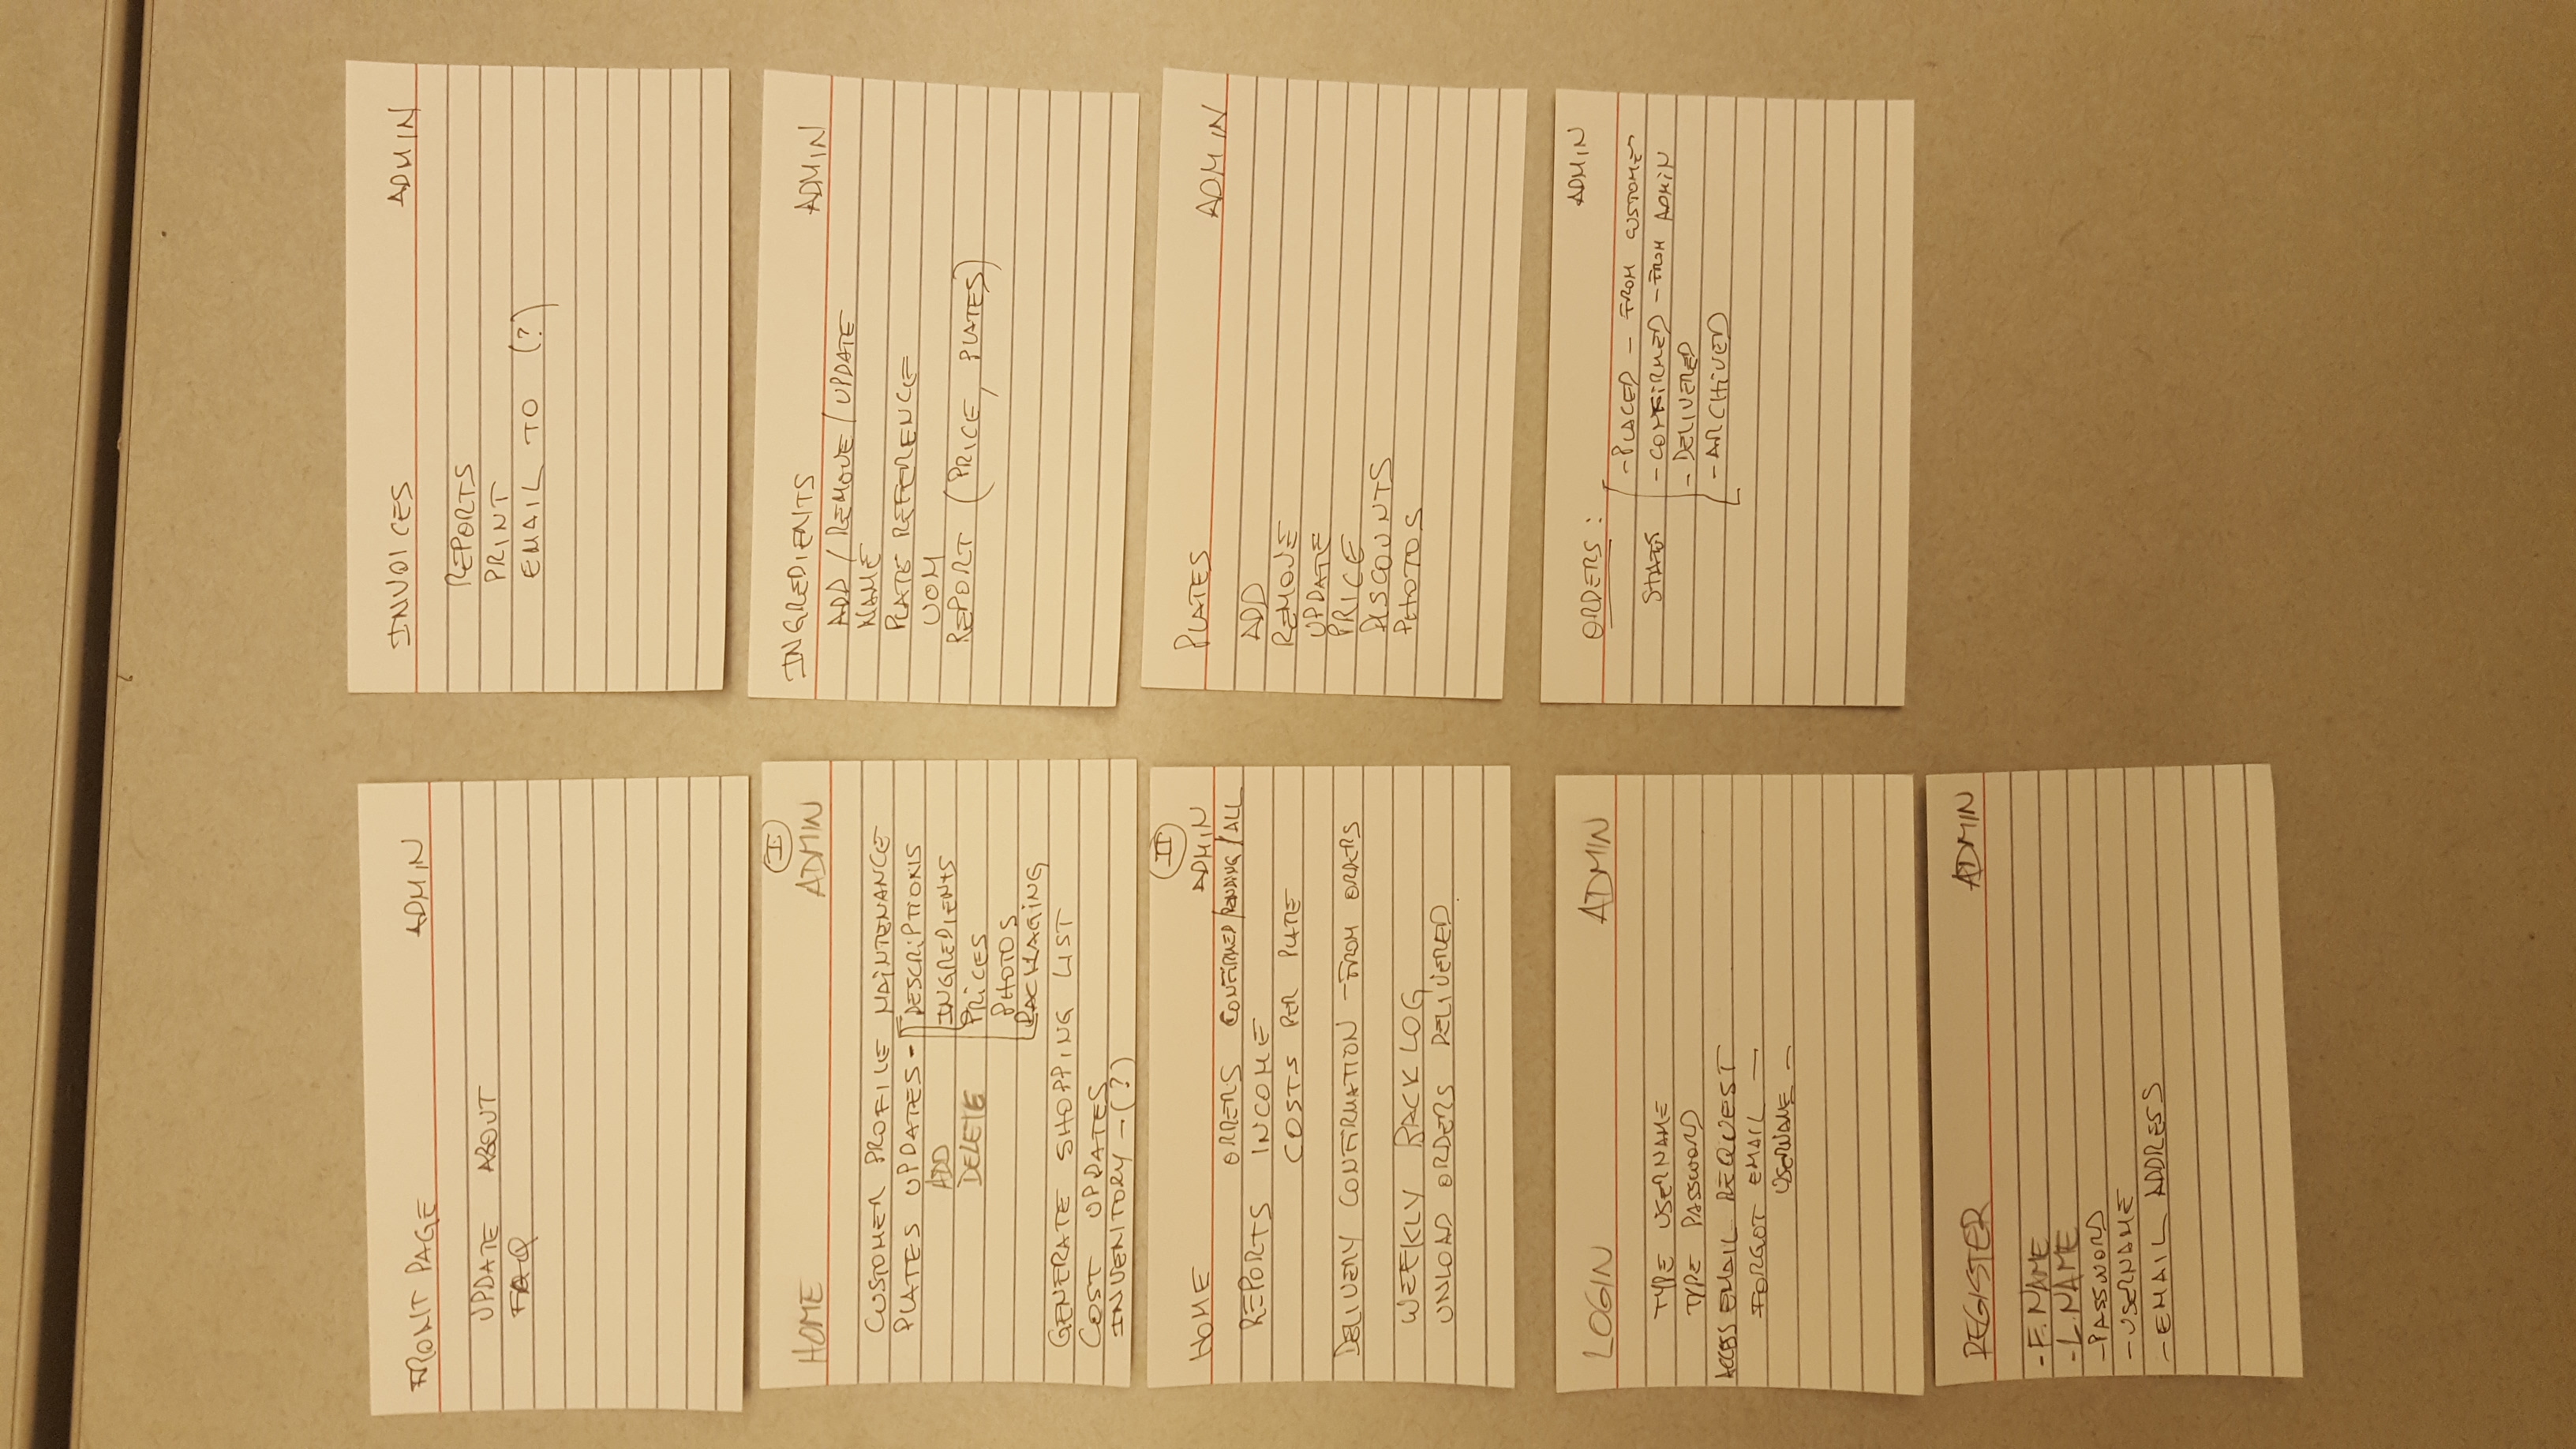 FRONT PAGE ADMIN
UPDATE ABOUT
FAQ
I
HOME ADMIN
CUSTOMER PROFILE MAINTENANCE
PLATES UPDATES - DESCRIPTIONS
ADD INGREDIENTS
DELETE PRICES
PHOTOS
PACKAGING
GENERATE SHOPPING LIST
COST UPDATES
INVENTORY - (?)
II
HOME ADMIN
ORDERS CONFIRMED/PENDING/ALL
REPORTS INCOME
COSTS PER PLATE
DELIVERY CONFIRMATION - FROM ORDERS
WEEKLY BACKLOG
UNLOAD ORDERS DELIVERED
LOGIN ADMIN
TYPE USERNAME
TYPE PASSWORD
ACCESS EMAIL REQUEST
FORGOT EMAIL —
USERNAME —
REGISTER ADMIN
- F. NAME
- L. NAME
- PASSWORD
- USERNAME
- EMAIL ADDRESS
INVOICES ADMIN
REPORTS
PRINT
EMAIL TO (?)
INGREDIENTS ADMIN
ADD / REMOVE / UPDATE
NAME
PLATE REFERENCE
UOM
REPORT (PRICE, PLATES)
PLATES ADMIN
ADD
REMOVE
UPDATE
PRICE
DISCOUNTS
PHOTOS
ADMIN
ORDERS :
- PLACED - FROM CUSTOMER
- CONFIRMED - FROM ADMIN
- DELIVERED
- ARCHIVED